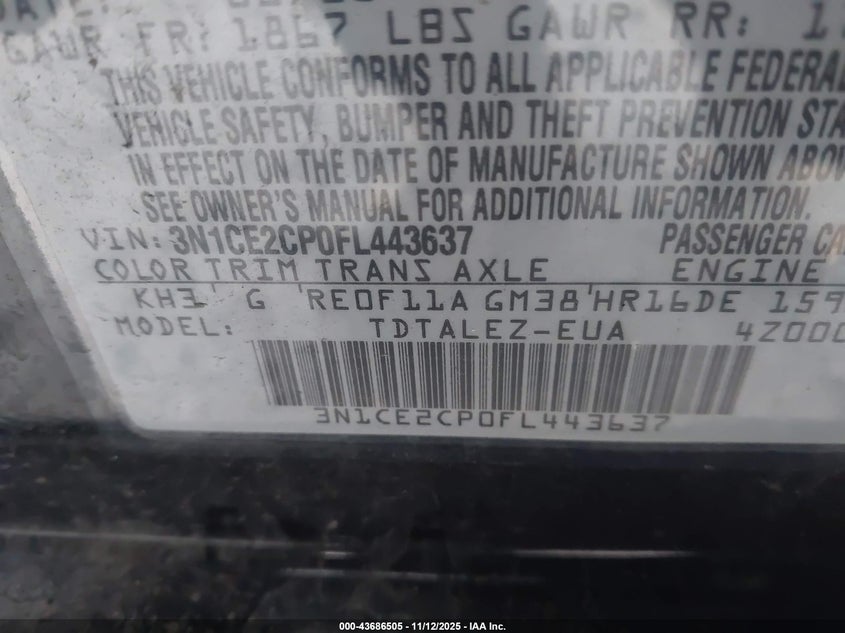 DATE:
GAWR FR: 1867 LBS GAWR RR:
THIS VEHICLE CONFORMS TO ALL APPLICABLE FEDERAL
VEHICLE SAFETY, BUMPER AND THEFT PREVENTION STA
IN EFFECT ON THE DATE OF MANUFACTURE SHOWN ABOV
SEE OWNER'S MANUAL FOR ADDITIONAL INFORMATION.
VIN: 3N1CE2CP0FL443637 PASSENGER CA
COLOR TRIM TRANS AXLE ENGINE
KH3 G RE0F11A GM38 HR16DE 159
MODEL: TDTALEZ-EUA 4Z000
3N1CE2CP0FL443637
000-43686505 - 11/12/2025 - IAA Inc.